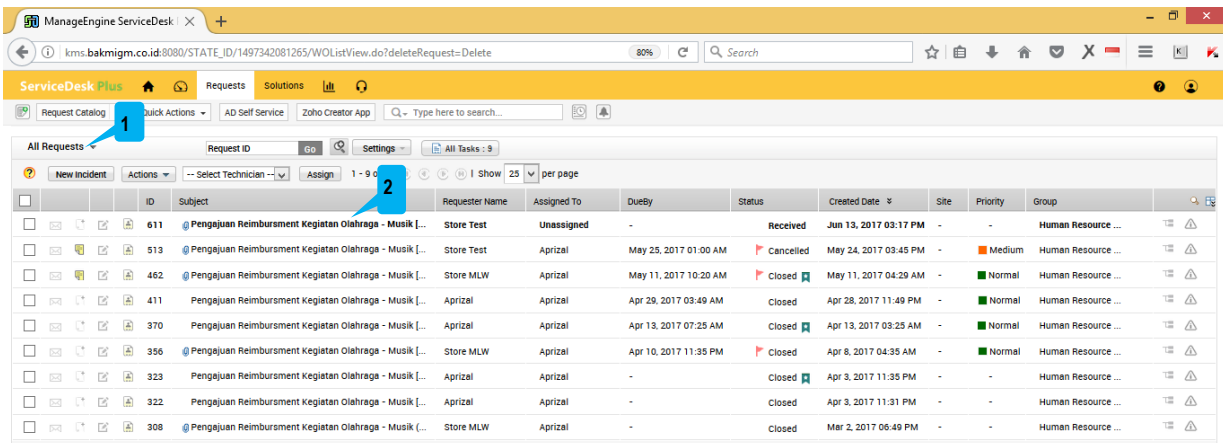 ManageEngine ServiceDesk
kms.bakmigm.co.id:8080/STATE_ID/1497342081265/WOListView.do?deleteRequest=Delete 80% Search
ServiceDesk Plus Requests Solutions
Request Catalog Quick Actions AD Self Service Zoho Creator App Type here to search...
1
All Requests Request ID Go Settings All Tasks : 9
New Incident Actions -- Select Technician -- Assign 1 - 9 o Show 25 per page
2
ID Subject Requester Name Assigned To DueBy Status Created Date Site Priority Group
611 Pengajuan Reimbursment Kegiatan Olahraga - Musik [... Store Test Unassigned - Received Jun 13, 2017 03:17 PM - - Human Resource ...
513 Pengajuan Reimbursment Kegiatan Olahraga - Musik [... Store Test Aprizal May 25, 2017 01:00 AM Cancelled May 24, 2017 03:45 PM - Medium Human Resource ...
462 Pengajuan Reimbursment Kegiatan Olahraga - Musik [... Store MLW Aprizal May 11, 2017 10:20 AM Closed May 11, 2017 04:29 AM - Normal Human Resource ...
411 Pengajuan Reimbursment Kegiatan Olahraga - Musik [... Aprizal Aprizal Apr 29, 2017 03:49 AM Closed Apr 28, 2017 11:49 PM - Normal Human Resource ...
370 Pengajuan Reimbursment Kegiatan Olahraga - Musik [... Aprizal Aprizal Apr 13, 2017 07:25 AM Closed Apr 13, 2017 03:25 AM - Normal Human Resource ...
356 Pengajuan Reimbursment Kegiatan Olahraga - Musik [... Store MLW Aprizal Apr 10, 2017 11:35 PM Closed Apr 8, 2017 04:35 AM - Normal Human Resource ...
323 Pengajuan Reimbursment Kegiatan Olahraga - Musik [... Aprizal Aprizal - Closed Apr 3, 2017 11:35 PM - - Human Resource ...
322 Pengajuan Reimbursment Kegiatan Olahraga - Musik [... Aprizal Aprizal - Closed Apr 3, 2017 11:31 PM - - Human Resource ...
308 Pengajuan Reimbursment Kegiatan Olahraga - Musik (... Store MLW Aprizal - Closed Mar 2, 2017 06:49 PM - - Human Resource ...